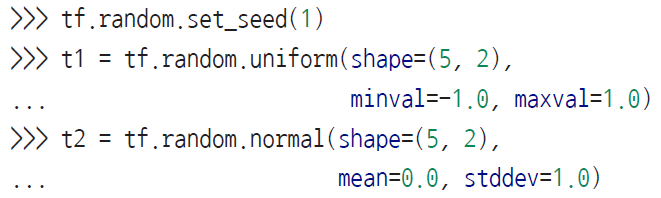 >>> tf.random.set_seed(1)
>>> t1 = tf.random.uniform(shape=(5, 2),
... minval=-1.0, maxval=1.0)
>>> t2 = tf.random.normal(shape=(5, 2),
... mean=0.0, stddev=1.0)